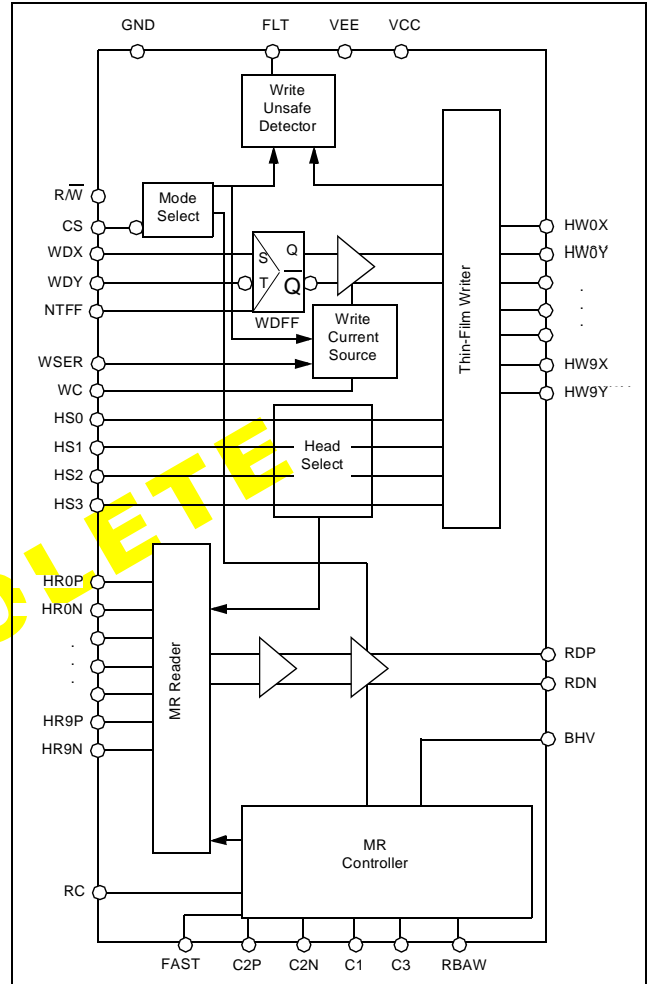 GND FLT VEE VCC
Write
Unsafe
Detector
R/W
CS
Mode
Select
WDX
WDY
NTFF
S Q
T Q
WDFF
Write
Current
Source
Thin-Film Writer
HW0X
HW0Y
.
.
.
HW9X
HW9Y
WSER
WC
HS0
HS1
HS2
HS3
Head
Select
CLETE
HR0P
HR0N
.
.
.
HR9P
HR9N
MR Reader
RDP
RDN
BHV
MR
Controller
RC
FAST C2P C2N C1 C3 RBAW